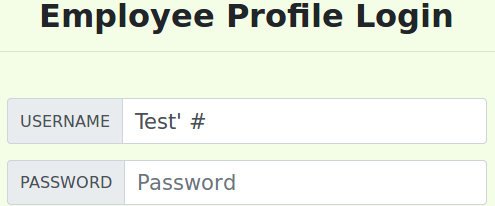 Employee Profile Login
USERNAME Test' #
PASSWORD Password